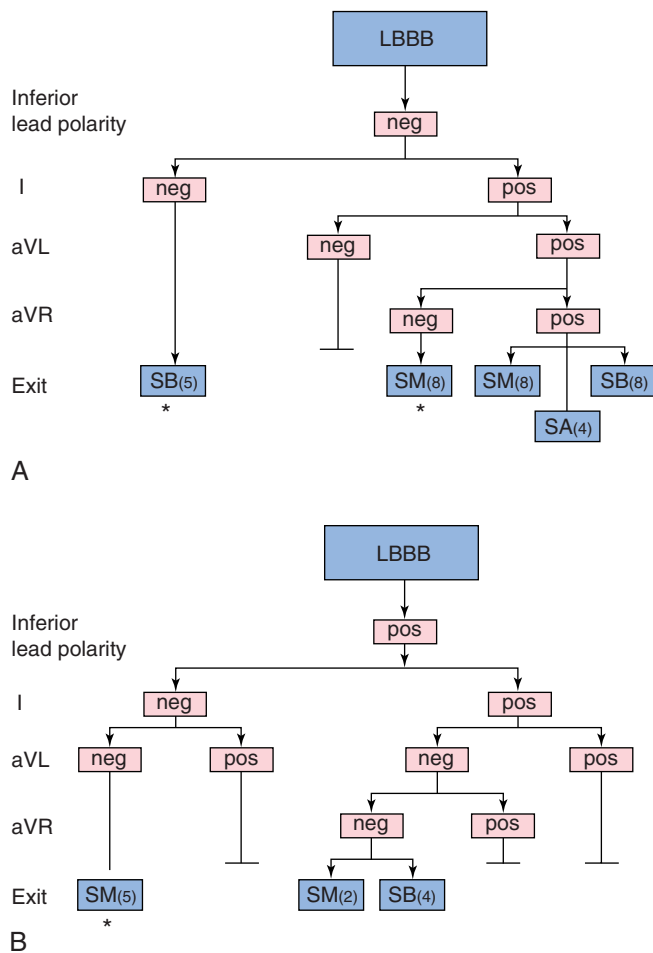 LBBB
Inferior
lead polarity
neg
I
neg
pos
aVL
neg
pos
aVR
neg
pos
Exit
SB(5)
SM(8)
SM(8)
SB(8)
*
*
SA(4)
A
LBBB
Inferior
lead polarity
pos
I
neg
pos
aVL
neg
pos
neg
pos
aVR
neg
pos
Exit
SM(5)
SM(2)
SB(4)
*
B